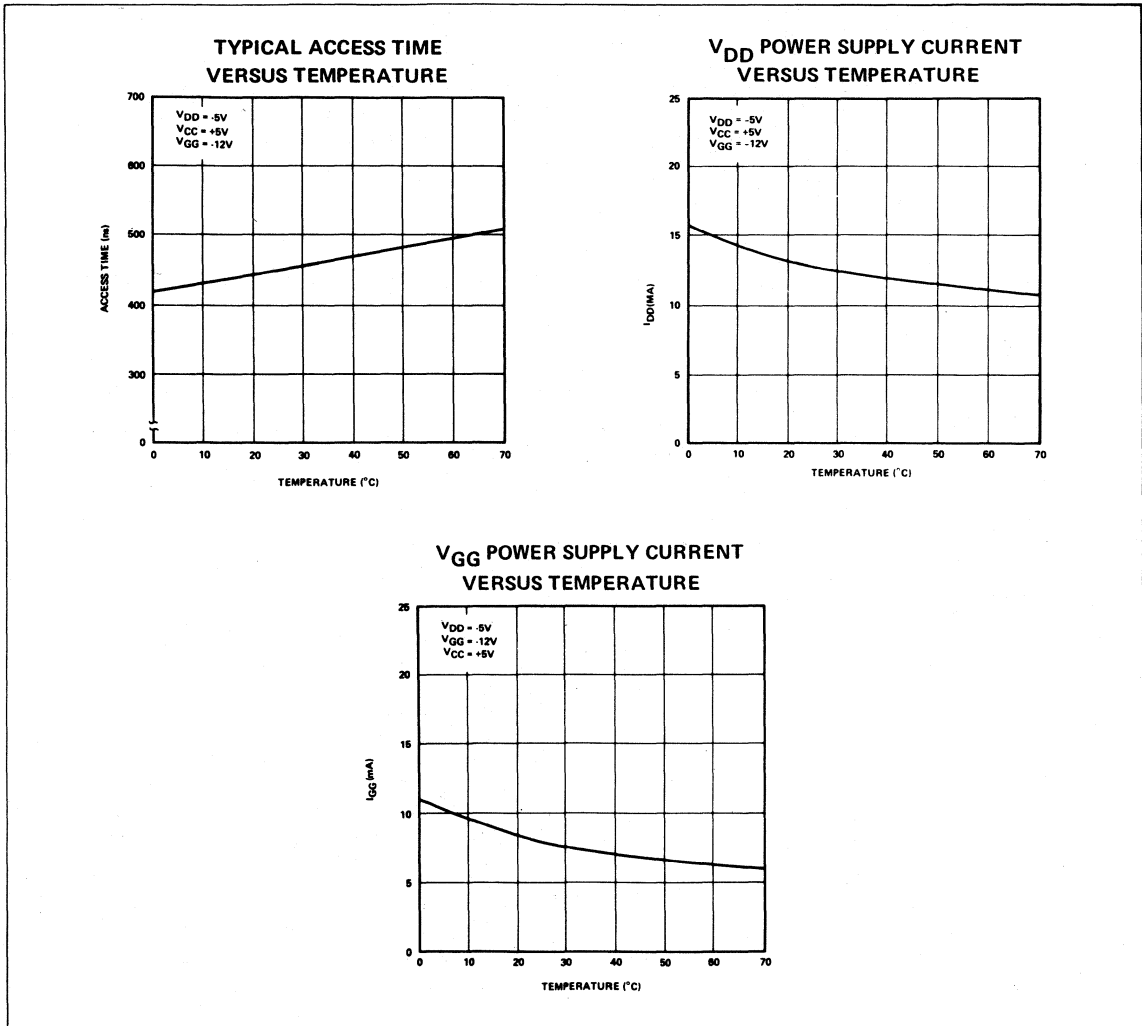 TYPICAL ACCESS TIME
VERSUS TEMPERATURE
700
600
500
400
300
0
VDD = -5V
VCC = +5V
VGG = -12V
ACCESS TIME (ns)
0 10 20 30 40 50 60 70
TEMPERATURE (°C)
VDD POWER SUPPLY CURRENT
VERSUS TEMPERATURE
25
20
15
10
5
0
VDD = -5V
VCC = +5V
VGG = -12V
IDD(MA)
0 10 20 30 40 50 60 70
TEMPERATURE (°C)
VGG POWER SUPPLY CURRENT
VERSUS TEMPERATURE
25
20
15
10
5
0
VDD = -5V
VGG = -12V
VCC = +5V
IGG (mA)
0 10 20 30 40 50 60 70
TEMPERATURE (°C)